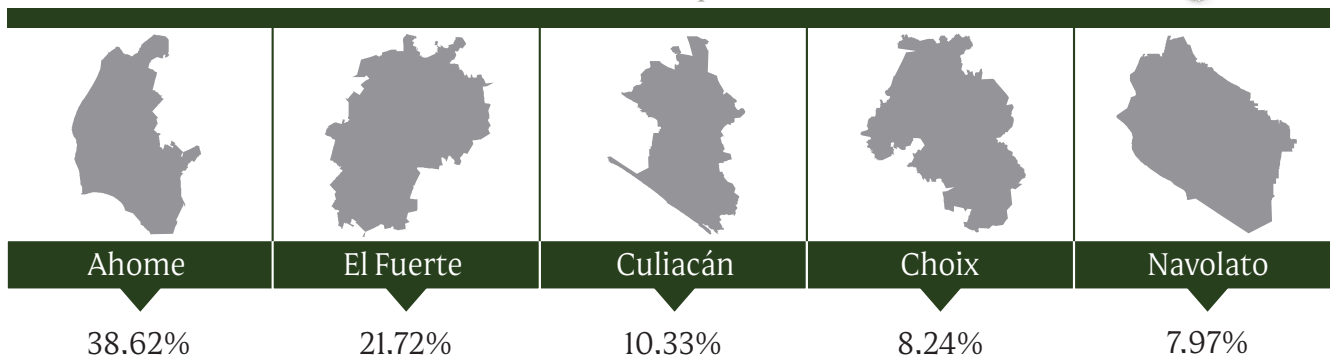 Ahome El Fuerte Culiacán Choix Navolato
38.62% 21.72% 10.33% 8.24% 7.97%